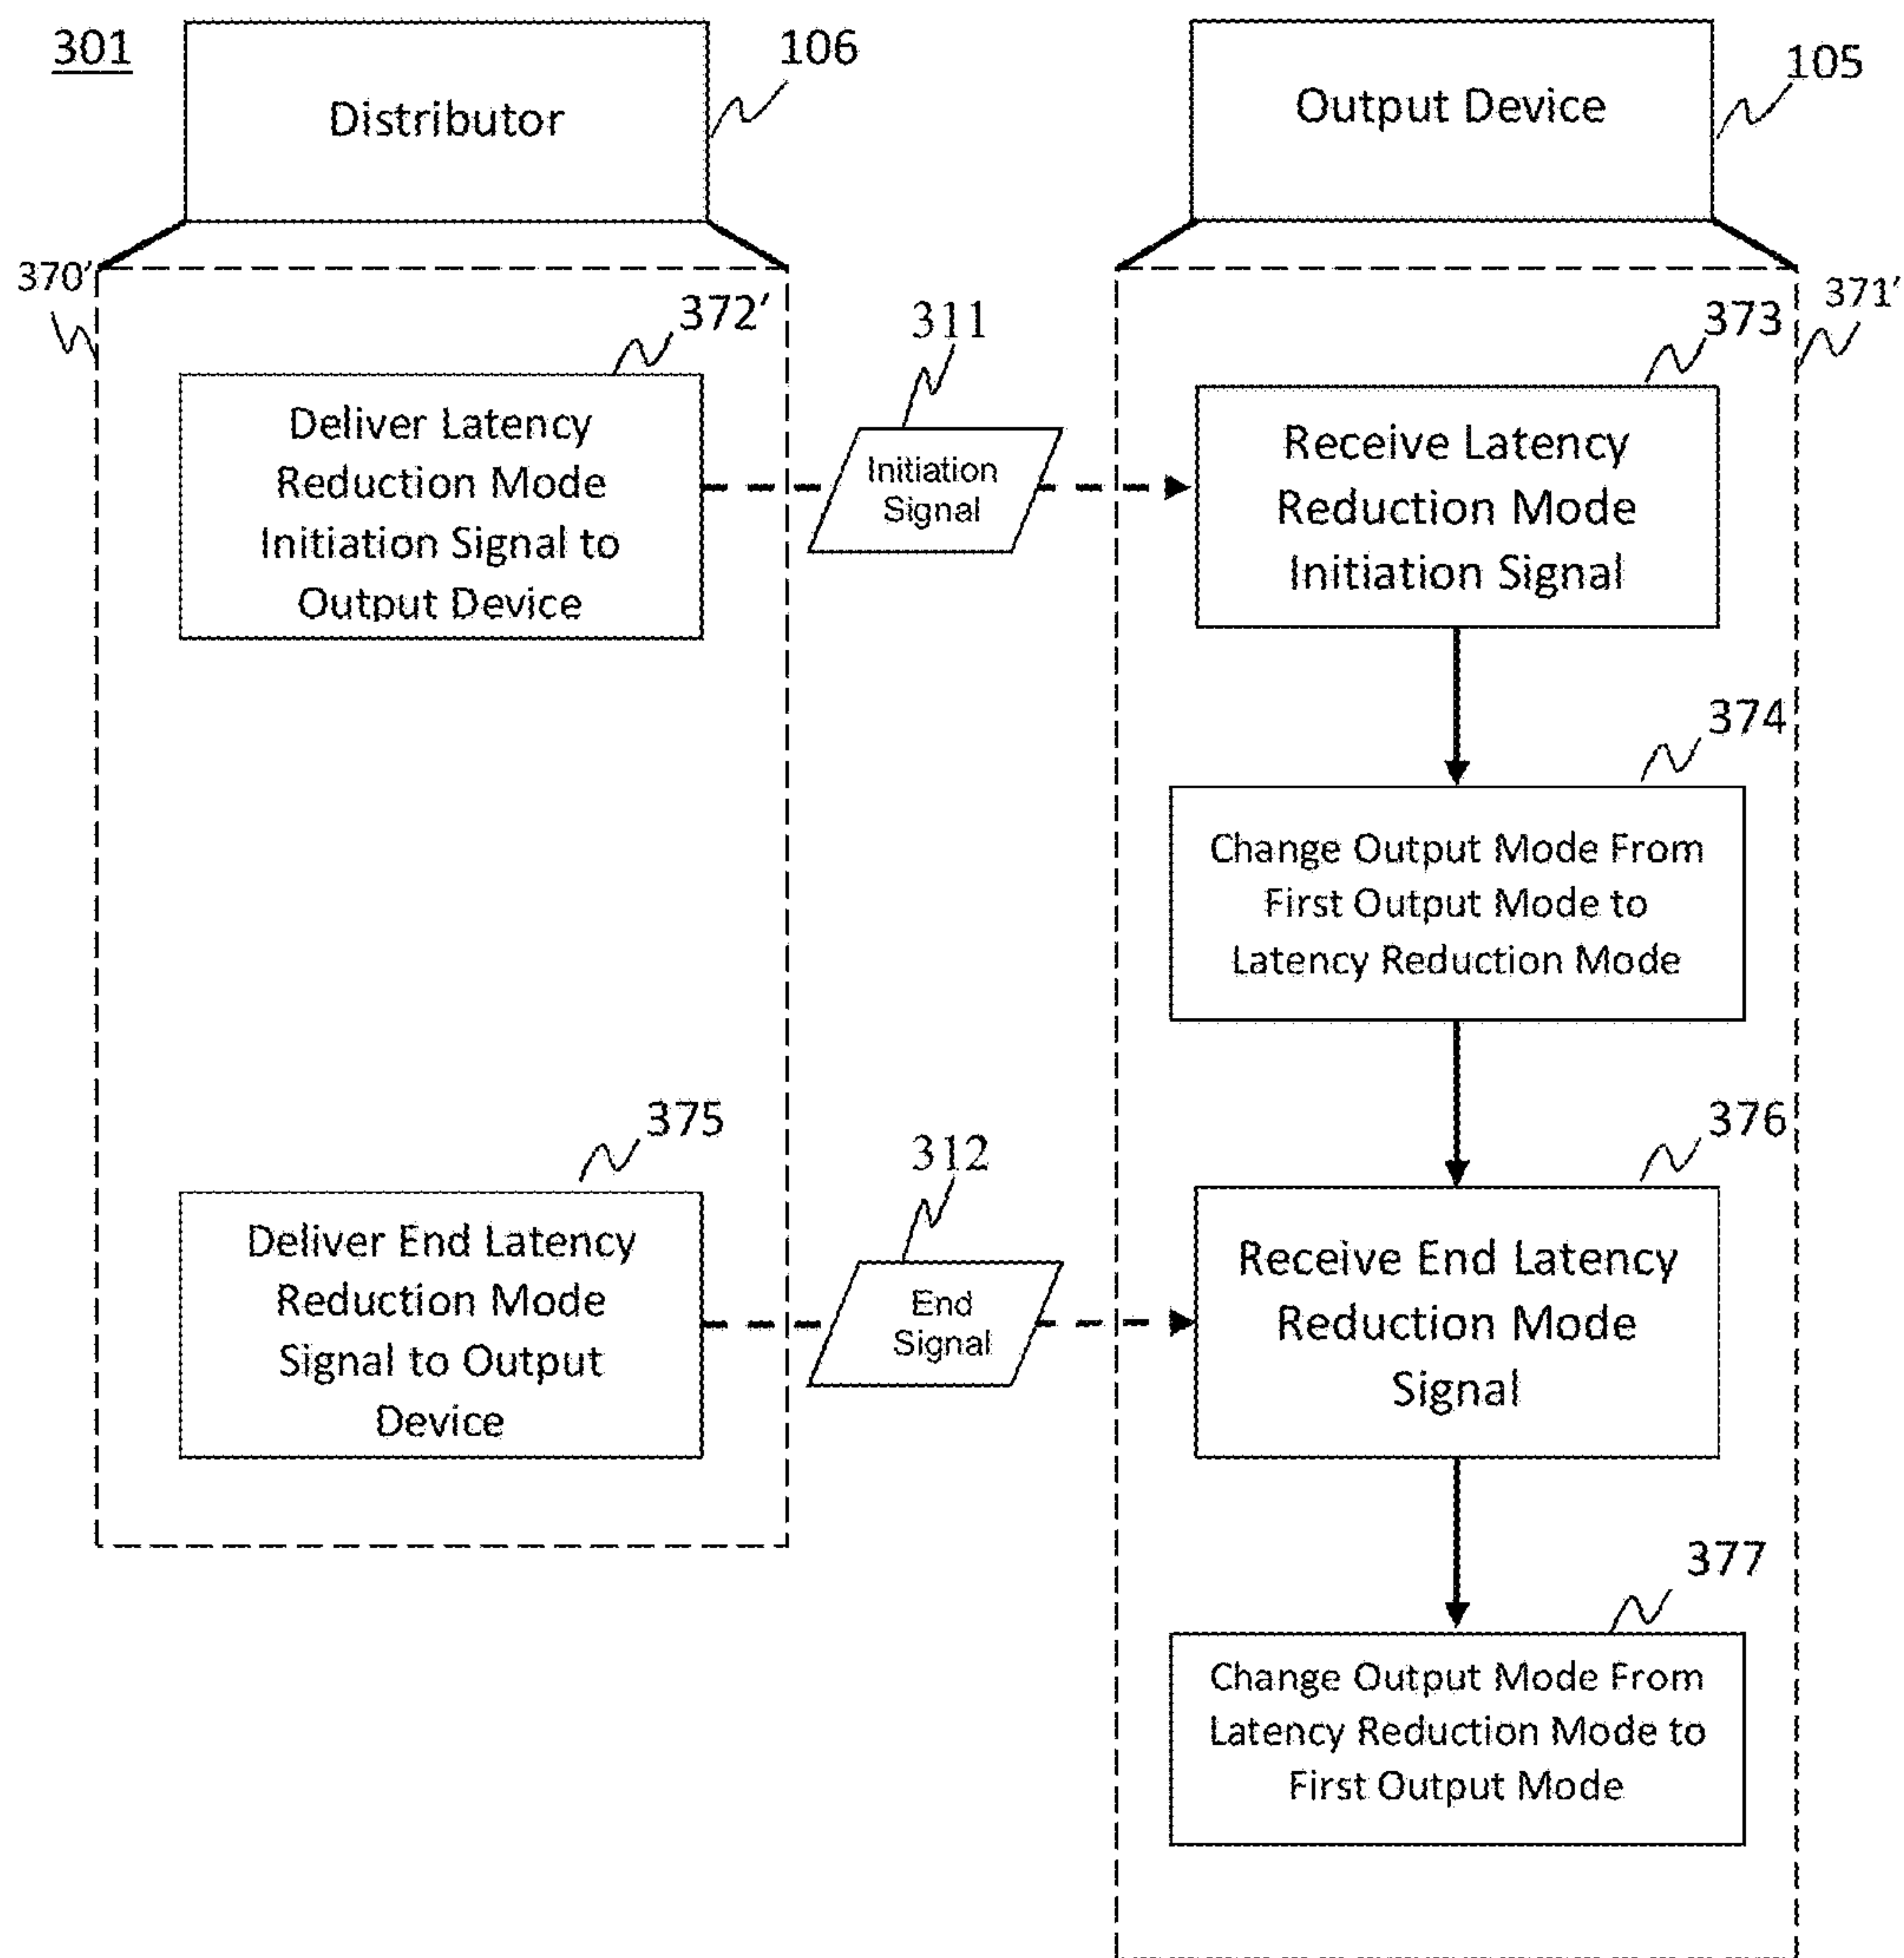 301
Distributor
106
Output Device
105
370'
371'
372'
Deliver Latency
Reduction Mode
Initiation Signal to
Output Device
311
Initiation
Signal
373
Receive Latency
Reduction Mode
Initiation Signal
374
Change Output Mode From
First Output Mode to
Latency Reduction Mode
375
Deliver End Latency
Reduction Mode
Signal to Output
Device
312
End
Signal
376
Receive End Latency
Reduction Mode
Signal
377
Change Output Mode From
Latency Reduction Mode to
First Output Mode